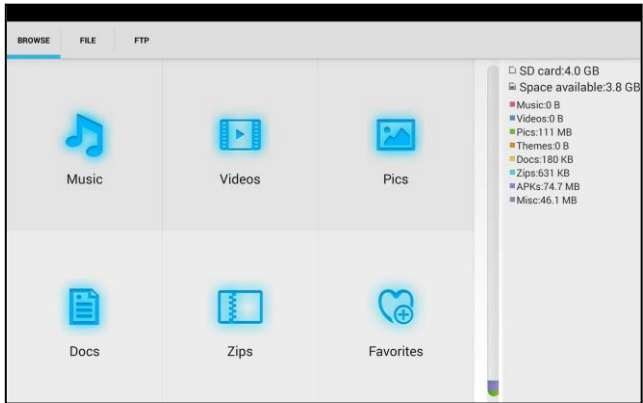 BROWSE FILE FTP
Music Videos Pics
Docs Zips Favorites
SD card:4.0 GB
Space available:3.8 GB
Music:0 B
Videos:0 B
Pics:111 MB
Themes:0 B
Docs:180 KB
Zips:631 KB
APKs:74.7 MB
Misc:46.1 MB